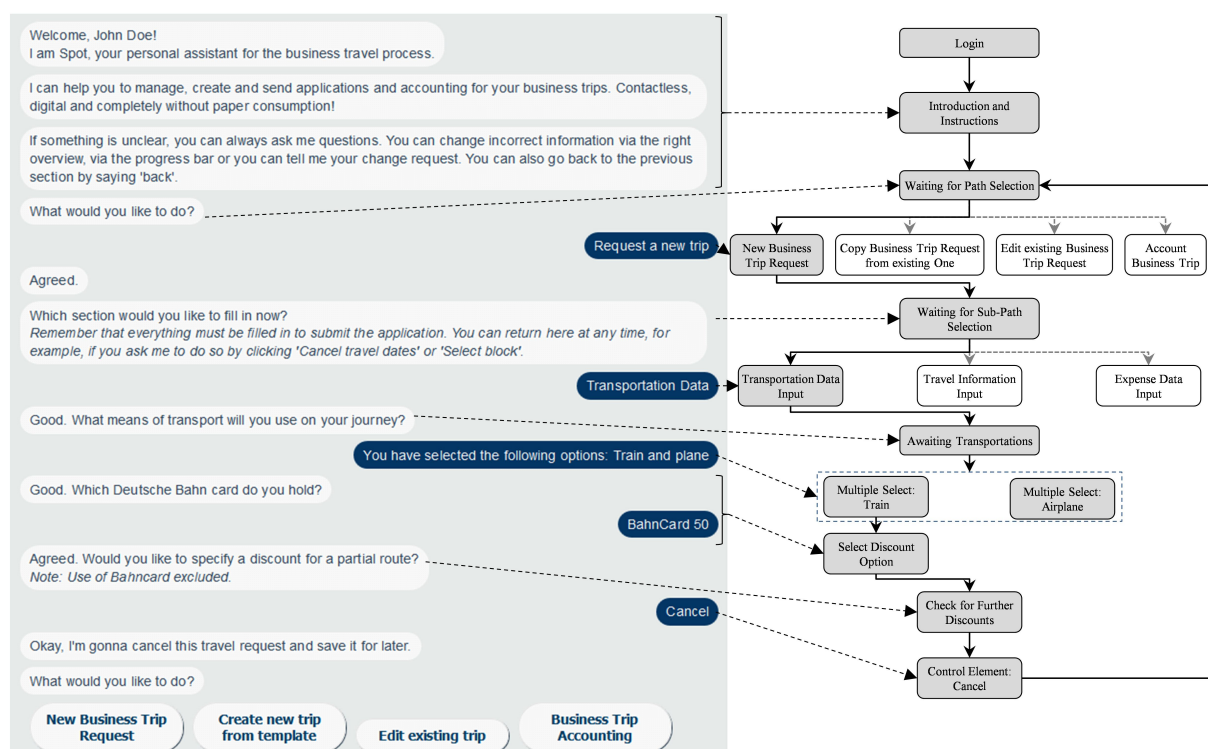 Welcome, John Doe!
I am Spot, your personal assistant for the business travel process.
I can help you to manage, create and send applications and accounting for your business trips. Contactless,
digital and completely without paper consumption!
If something is unclear, you can always ask me questions. You can change incorrect information via the right
overview, via the progress bar or you can tell me your change request. You can also go back to the previous
section by saying 'back'.
What would you like to do?
Request a new trip
Agreed.
Which section would you like to fill in now?
Remember that everything must be filled in to submit the application. You can return here at any time, for
example, if you ask me to do so by clicking 'Cancel travel dates' or 'Select block'.
Transportation Data
Good. What means of transport will you use on your journey?
You have selected the following options: Train and plane
Good. Which Deutsche Bahn card do you hold?
BahnCard 50
Agreed. Would you like to specify a discount for a partial route?
Note: Use of Bahncard excluded.
Cancel
Okay, I'm gonna cancel this travel request and save it for later.
What would you like to do?
New Business Trip
Request
Create new trip
from template
Edit existing trip
Business Trip
Accounting
Login
Introduction and
Instructions
Waiting for Path Selection
New Business
Trip Request
Copy Business Trip Request
from existing One
Edit existing Business
Trip Request
Account
Business Trip
Waiting for Sub-Path
Selection
Transportation Data
Input
Travel Information
Input
Expense Data
Input
Awaiting Transportations
Multiple Select:
Train
Multiple Select:
Airplane
Select Discount
Option
Check for Further
Discounts
Control Element:
Cancel